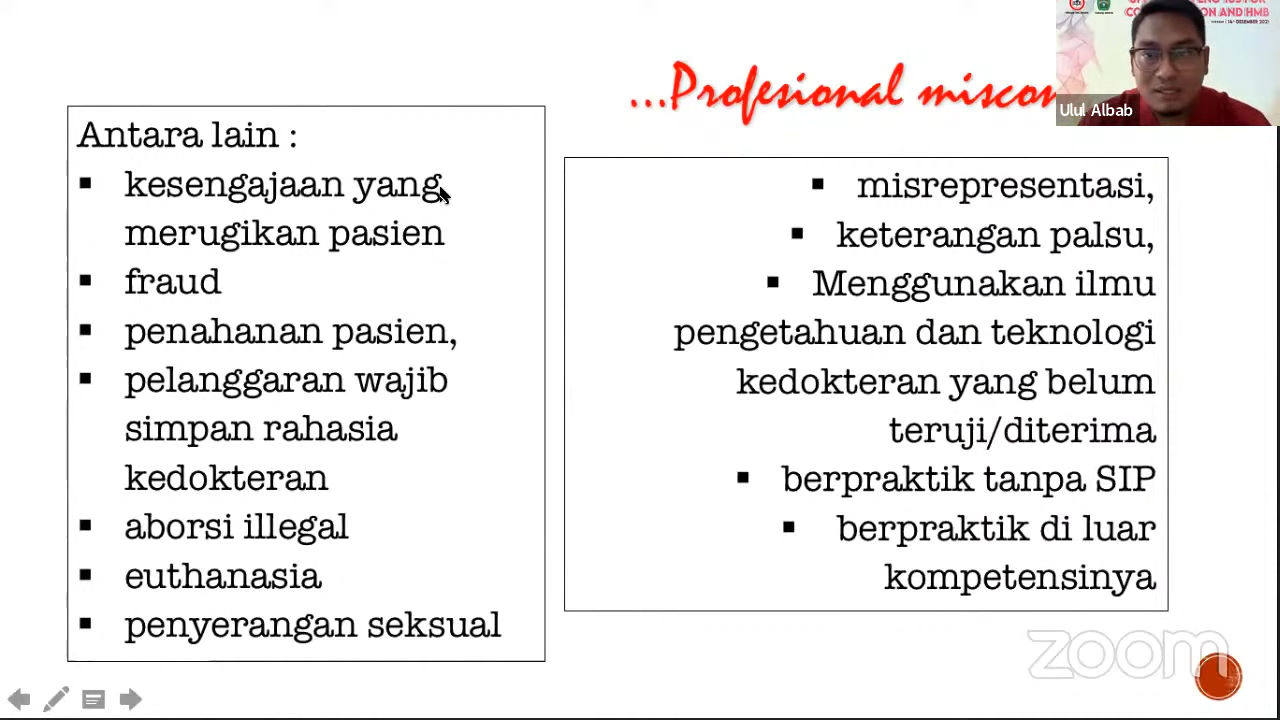 ...Profesional miscon
Ulul Albab
Antara lain :
▪ kesengajaan yang
merugikan pasien
▪ fraud
▪ penahanan pasien,
▪ pelanggaran wajib
simpan rahasia
kedokteran
▪ aborsi illegal
▪ euthanasia
▪ penyerangan seksual
▪ misrepresentasi,
▪ keterangan palsu,
▪ Menggunakan ilmu
pengetahuan dan teknologi
kedokteran yang belum
teruji/diterima
▪ berpraktik tanpa SIP
▪ berpraktik di luar
kompetensinya
zoom